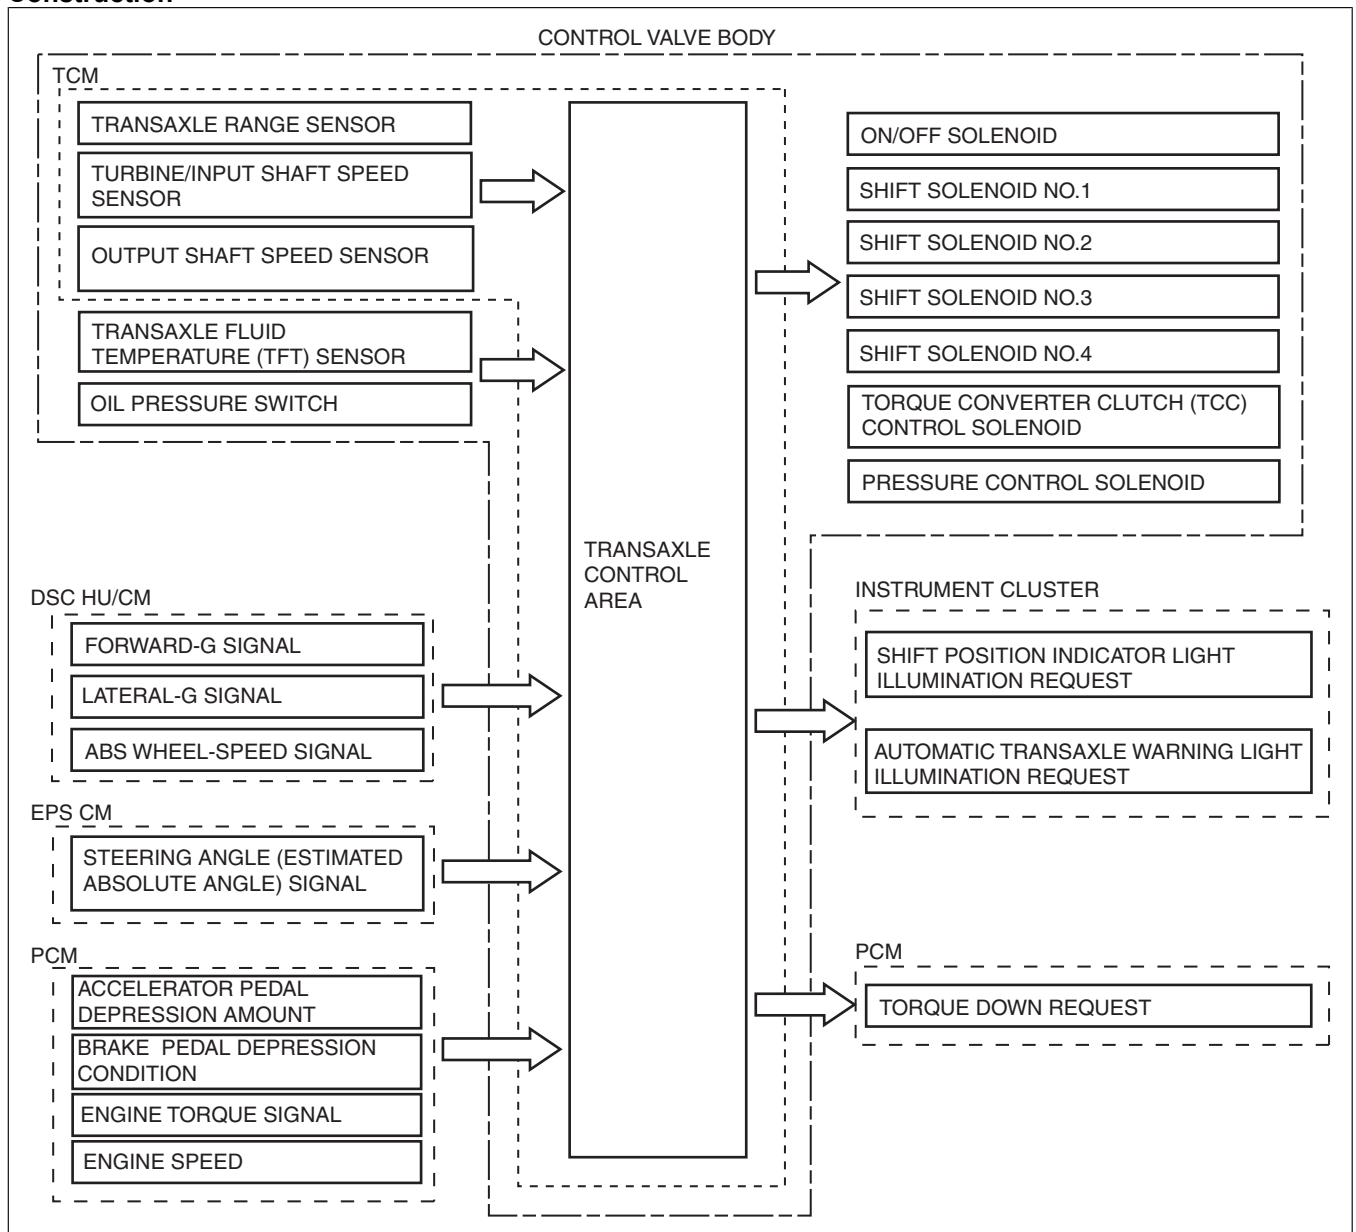 Construction
CONTROL VALVE BODY
TCM
TRANSAXLE RANGE SENSOR
TURBINE/INPUT SHAFT SPEED
SENSOR
OUTPUT SHAFT SPEED SENSOR
TRANSAXLE FLUID
TEMPERATURE (TFT) SENSOR
OIL PRESSURE SWITCH
DSC HU/CM
FORWARD-G SIGNAL
LATERAL-G SIGNAL
ABS WHEEL-SPEED SIGNAL
EPS CM
STEERING ANGLE (ESTIMATED
ABSOLUTE ANGLE) SIGNAL
PCM
ACCELERATOR PEDAL
DEPRESSION AMOUNT
BRAKE PEDAL DEPRESSION
CONDITION
ENGINE TORQUE SIGNAL
ENGINE SPEED
TRANSAXLE
CONTROL
AREA
ON/OFF SOLENOID
SHIFT SOLENOID NO.1
SHIFT SOLENOID NO.2
SHIFT SOLENOID NO.3
SHIFT SOLENOID NO.4
TORQUE CONVERTER CLUTCH (TCC)
CONTROL SOLENOID
PRESSURE CONTROL SOLENOID
INSTRUMENT CLUSTER
SHIFT POSITION INDICATOR LIGHT
ILLUMINATION REQUEST
AUTOMATIC TRANSAXLE WARNING LIGHT
ILLUMINATION REQUEST
PCM
TORQUE DOWN REQUEST